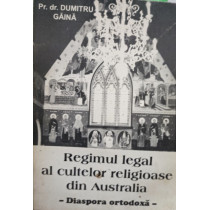 Pr. dr. DUMITRU
GĂINĂ
Regimul legal
al cultelor religioase
din Australia
- Diaspora ortodoxă -